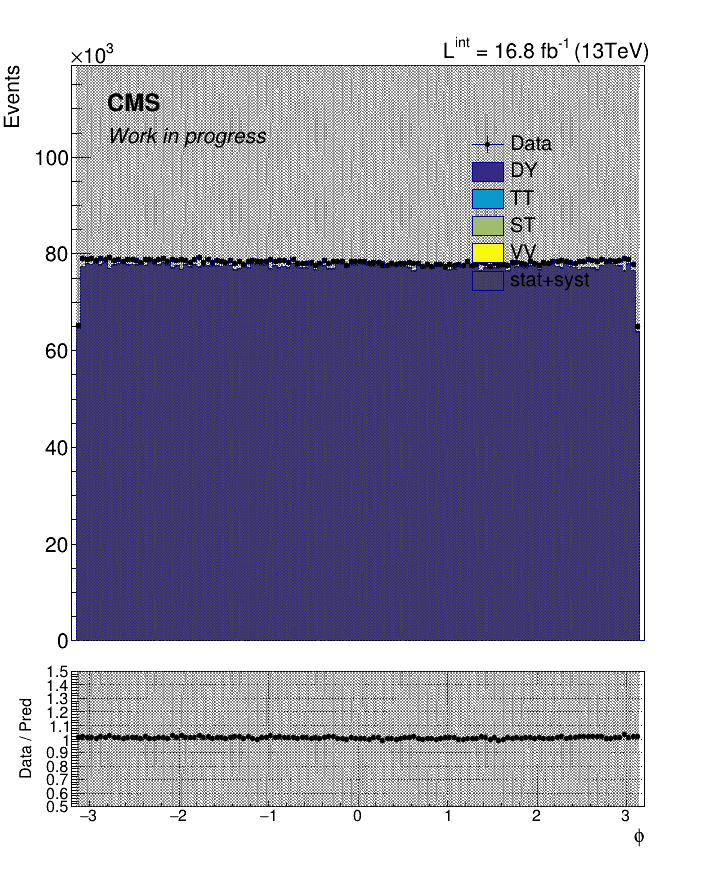 ×10³
L^int = 16.8 fb⁻¹ (13TeV)
Events
CMS
Work in progress
Data
DY
TT
ST
VV
stat+syst
100
80
60
40
20
0
Data / Pred
1.5
1.4
1.3
1.2
1.1
1
0.9
0.8
0.7
0.6
0.5
−3 −2 −1 0 1 2 3
ϕ